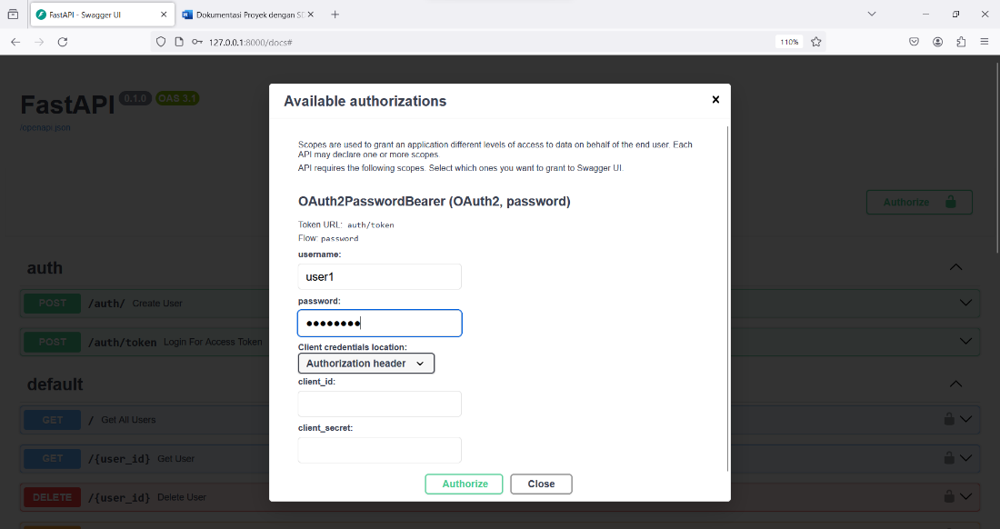 FastAPI - Swagger UI
Dokumentasi Proyek dengan SD
127.0.0.1:8000/docs#
110%
FastAPI 0.1.0 OAS 3.1
/openapi.json
Authorize
Available authorizations
Scopes are used to grant an application different levels of access to data on behalf of the end user. Each
API may declare one or more scopes.
API requires the following scopes. Select which ones you want to grant to Swagger UI.
OAuth2PasswordBearer (OAuth2, password)
Token URL: auth/token
Flow: password
username:
user1
password:
Client credentials location:
Authorization header
client_id:
client_secret:
Authorize
Close
auth
POST /auth/ Create User
POST /auth/token Login For Access Token
default
GET / Get All Users
GET /{user_id} Get User
DELETE /{user_id} Delete User